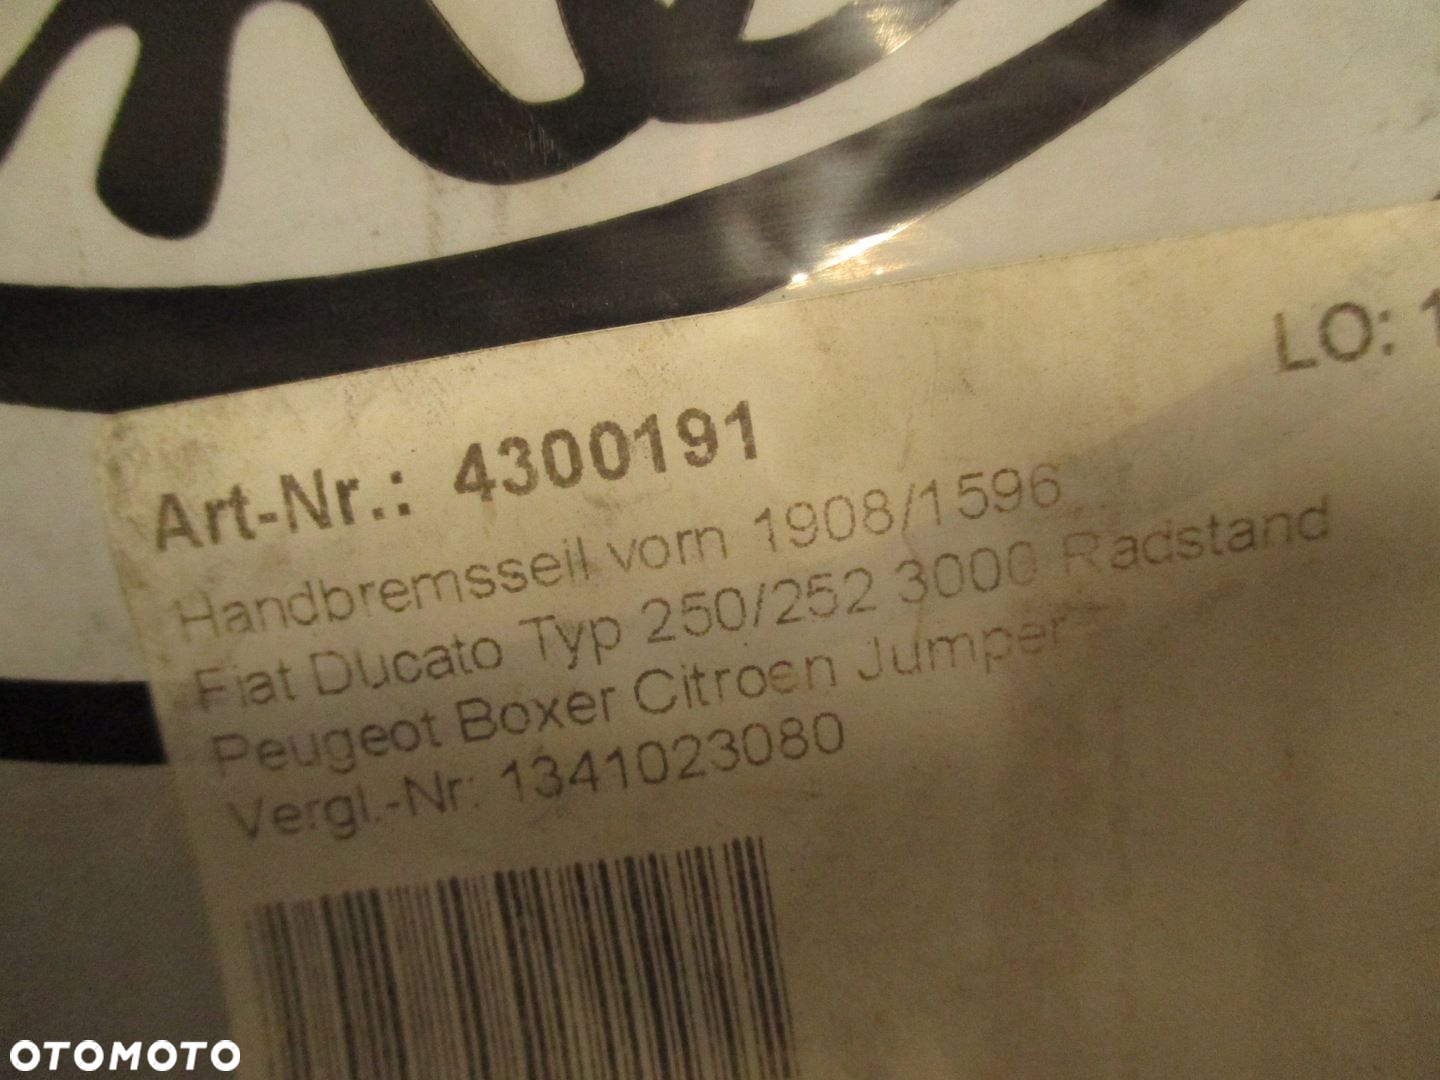 LO: 1
Art-Nr.: 4300191
Handbremsseil vorn 1908/1596
Fiat Ducato Typ 250/252 3000 Radstand
Peugeot Boxer Citroen Jumper
Vergl.-Nr: 1341023080
OTOMOTO